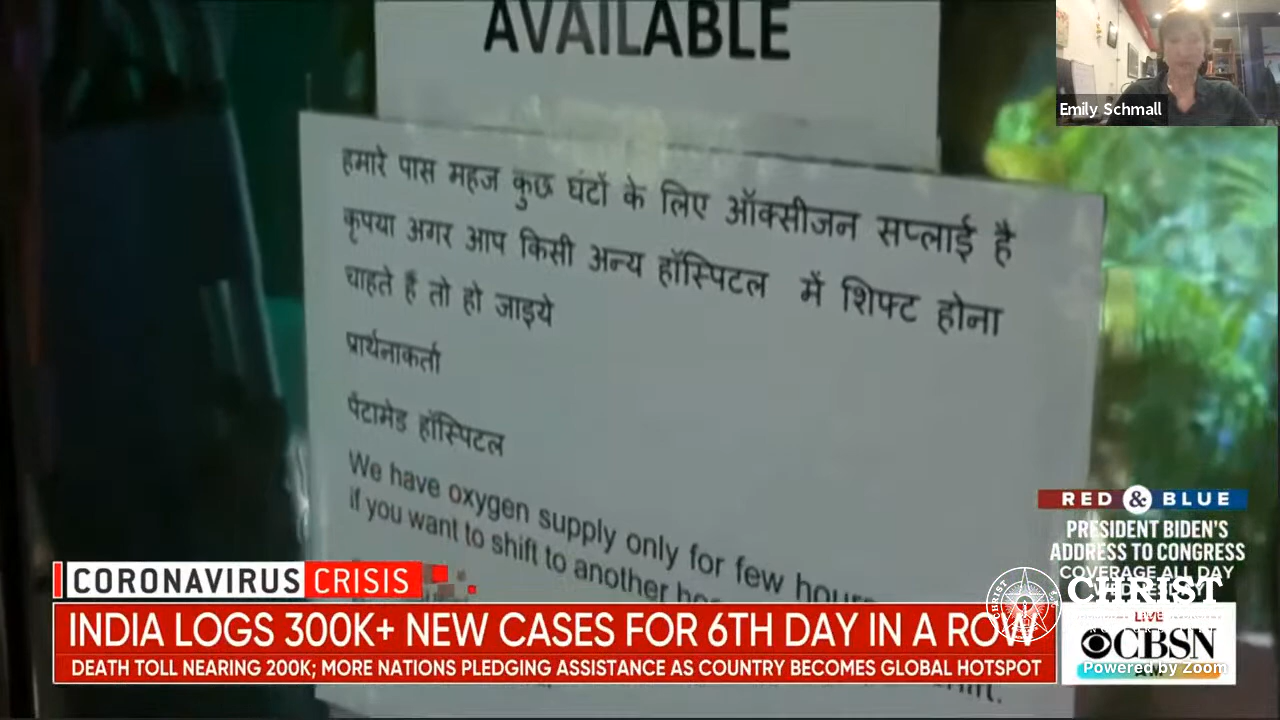 AVAILABLE
Emily Schmall
हमारे पास महज कुछ घंटों के लिए ऑक्सीजन सप्लाई है
कृपया अगर आप किसी अन्य हॉस्पिटल में शिफ्ट होना
चाहते हैं तो हो जाइये
प्रार्थनाकर्ता
पेंटामेड हॉस्पिटल
We have oxygen supply only for few hours
if you want to shift to another
RED & BLUE
PRESIDENT BIDEN'S
ADDRESS TO CONGRESS
COVERAGE ALL DAY
CORONAVIRUS CRISIS
CHRIST
INDIA LOGS 300K+ NEW CASES FOR 6TH DAY IN A ROW
LIVE
CBSN
AM
DEATH TOLL NEARING 200K; MORE NATIONS PLEDGING ASSISTANCE AS COUNTRY BECOMES GLOBAL HOTSPOT
Powered by Zoom